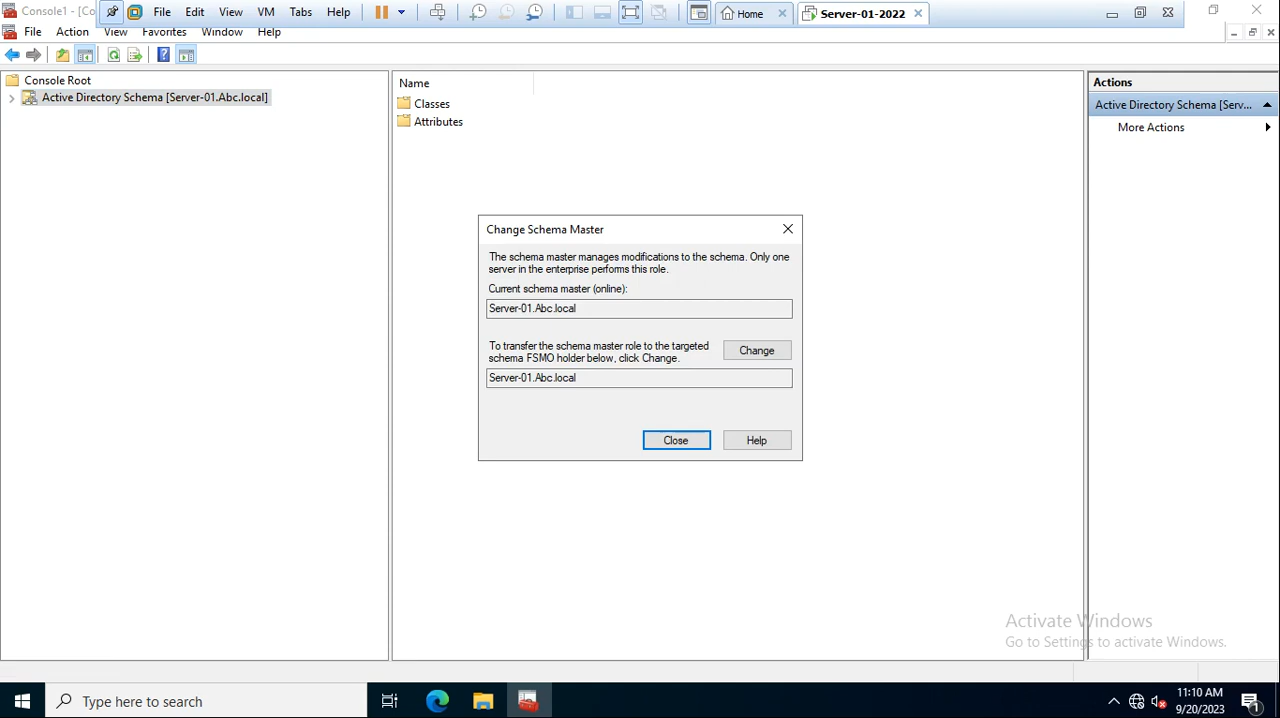 Console1 - [Co
File Edit View VM Tabs Help
Home
Server-01-2022
File Action View Favorites Window Help
Console Root
Active Directory Schema [Server-01.Abc.local]
Name
Classes
Attributes
Actions
Active Directory Schema [Serv...
More Actions
Change Schema Master
The schema master manages modifications to the schema. Only one
server in the enterprise performs this role.
Current schema master (online):
Server-01.Abc.local
To transfer the schema master role to the targeted
schema FSMO holder below, click Change.
Change
Server-01.Abc.local
Close
Help
Activate Windows
Go to Settings to activate Windows.
Type here to search
11:10 AM
9/20/2023
1